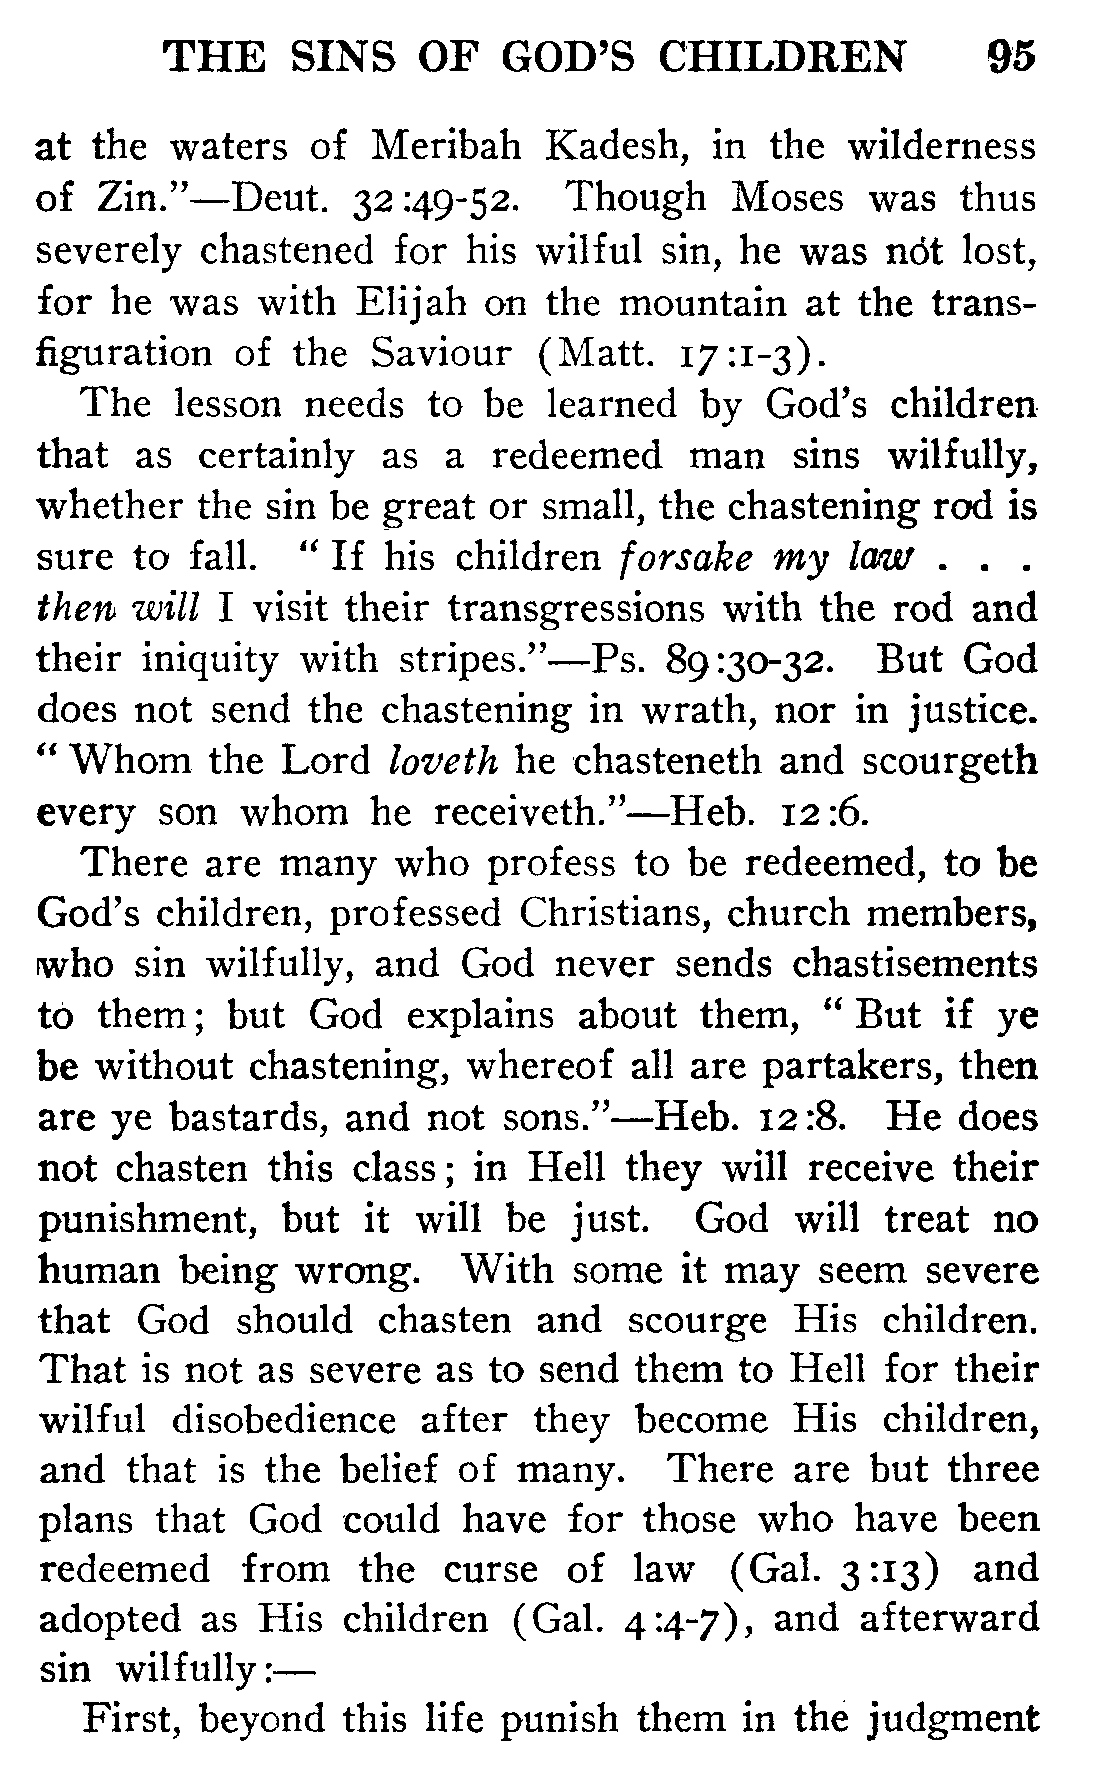 THE SINS OF GOD'S CHILDREN 95
at the waters of Meribah Kadesh, in the wilderness
of Zin."—Deut. 32:49-52. Though Moses was thus
severely chastened for his wilful sin, he was not lost,
for he was with Elijah on the mountain at the trans-
figuration of the Saviour (Matt. 17:1-3).
The lesson needs to be learned by God's children
that as certainly as a redeemed man sins wilfully,
whether the sin be great or small, the chastening rod is
sure to fall. "If his children forsake my law . . .
then will I visit their transgressions with the rod and
their iniquity with stripes."—Ps. 89:30-32. But God
does not send the chastening in wrath, nor in justice.
"Whom the Lord loveth he chasteneth and scourgeth
every son whom he receiveth."—Heb. 12:6.
There are many who profess to be redeemed, to be
God's children, professed Christians, church members,
who sin wilfully, and God never sends chastisements
to them; but God explains about them, "But if ye
be without chastening, whereof all are partakers, then
are ye bastards, and not sons."—Heb. 12:8. He does
not chasten this class; in Hell they will receive their
punishment, but it will be just. God will treat no
human being wrong. With some it may seem severe
that God should chasten and scourge His children.
That is not as severe as to send them to Hell for their
wilful disobedience after they become His children,
and that is the belief of many. There are but three
plans that God could have for those who have been
redeemed from the curse of law (Gal. 3:13) and
adopted as His children (Gal. 4:4-7), and afterward
sin wilfully:—
First, beyond this life punish them in the judgment